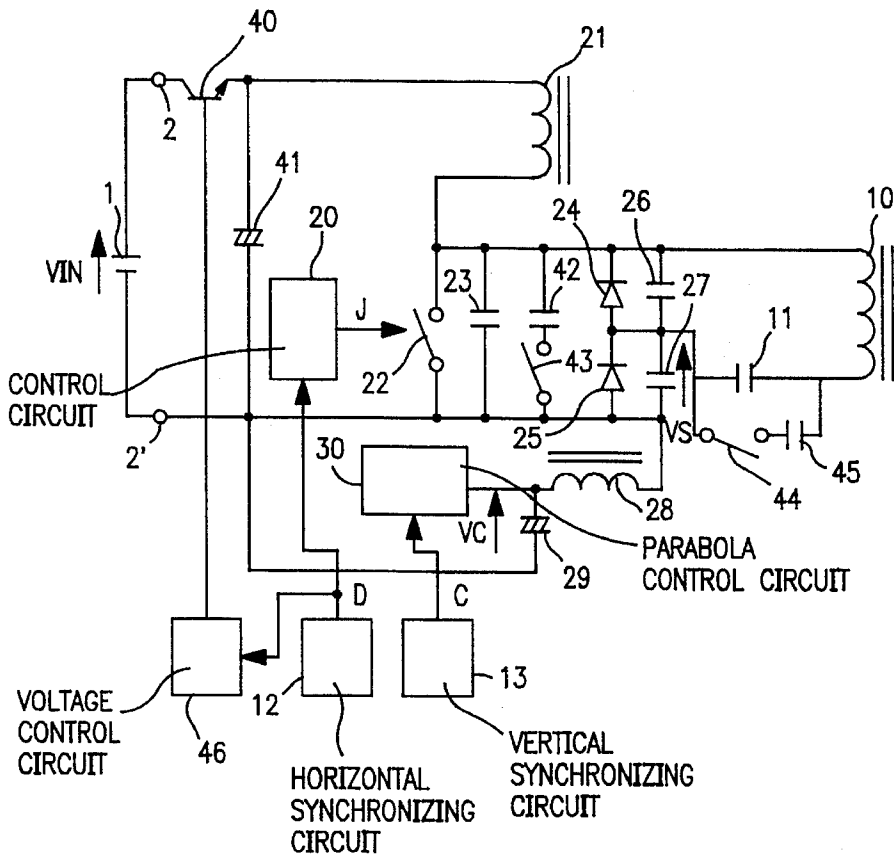 40
21
2
41
1
20
24
26
10
VIN
23
42
27
J
11
22
43
CONTROL
CIRCUIT
25
VS
2'
30
44
45
28
VC
29
PARABOLA
CONTROL CIRCUIT
D
C
12
13
VOLTAGE
CONTROL
CIRCUIT
46
HORIZONTAL
SYNCHRONIZING
CIRCUIT
VERTICAL
SYNCHRONIZING
CIRCUIT